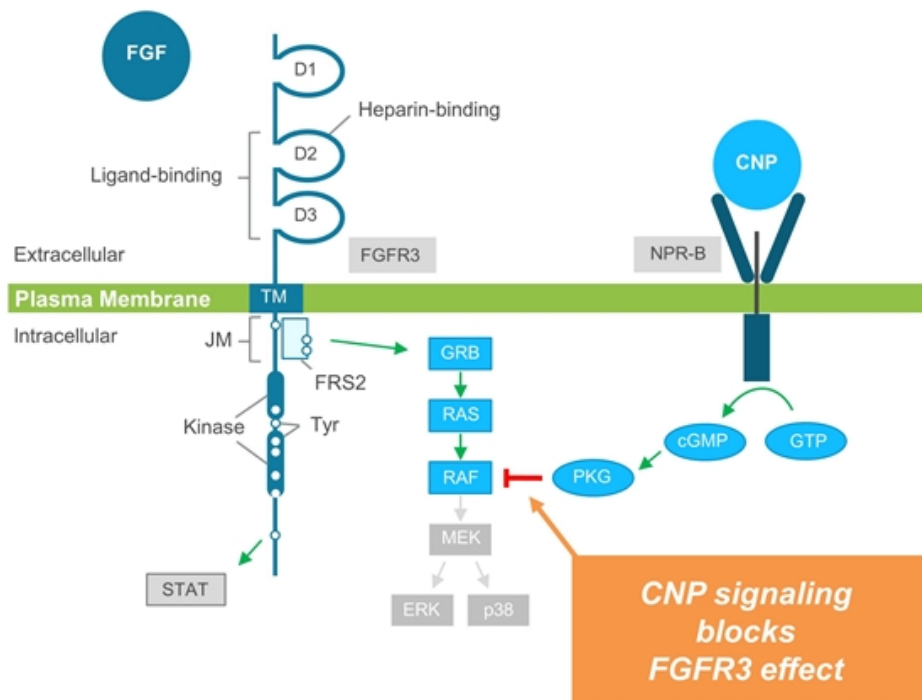 FGF
D1
Heparin-binding
D2
Ligand-binding
CNP
D3
Extracellular
FGFR3
NPR-B
Plasma Membrane
TM
Intracellular
JM
GRB
FRS2
Kinase
Tyr
RAS
cGMP
GTP
RAF
PKG
MEK
STAT
ERK
p38
CNP signaling
blocks
FGFR3 effect